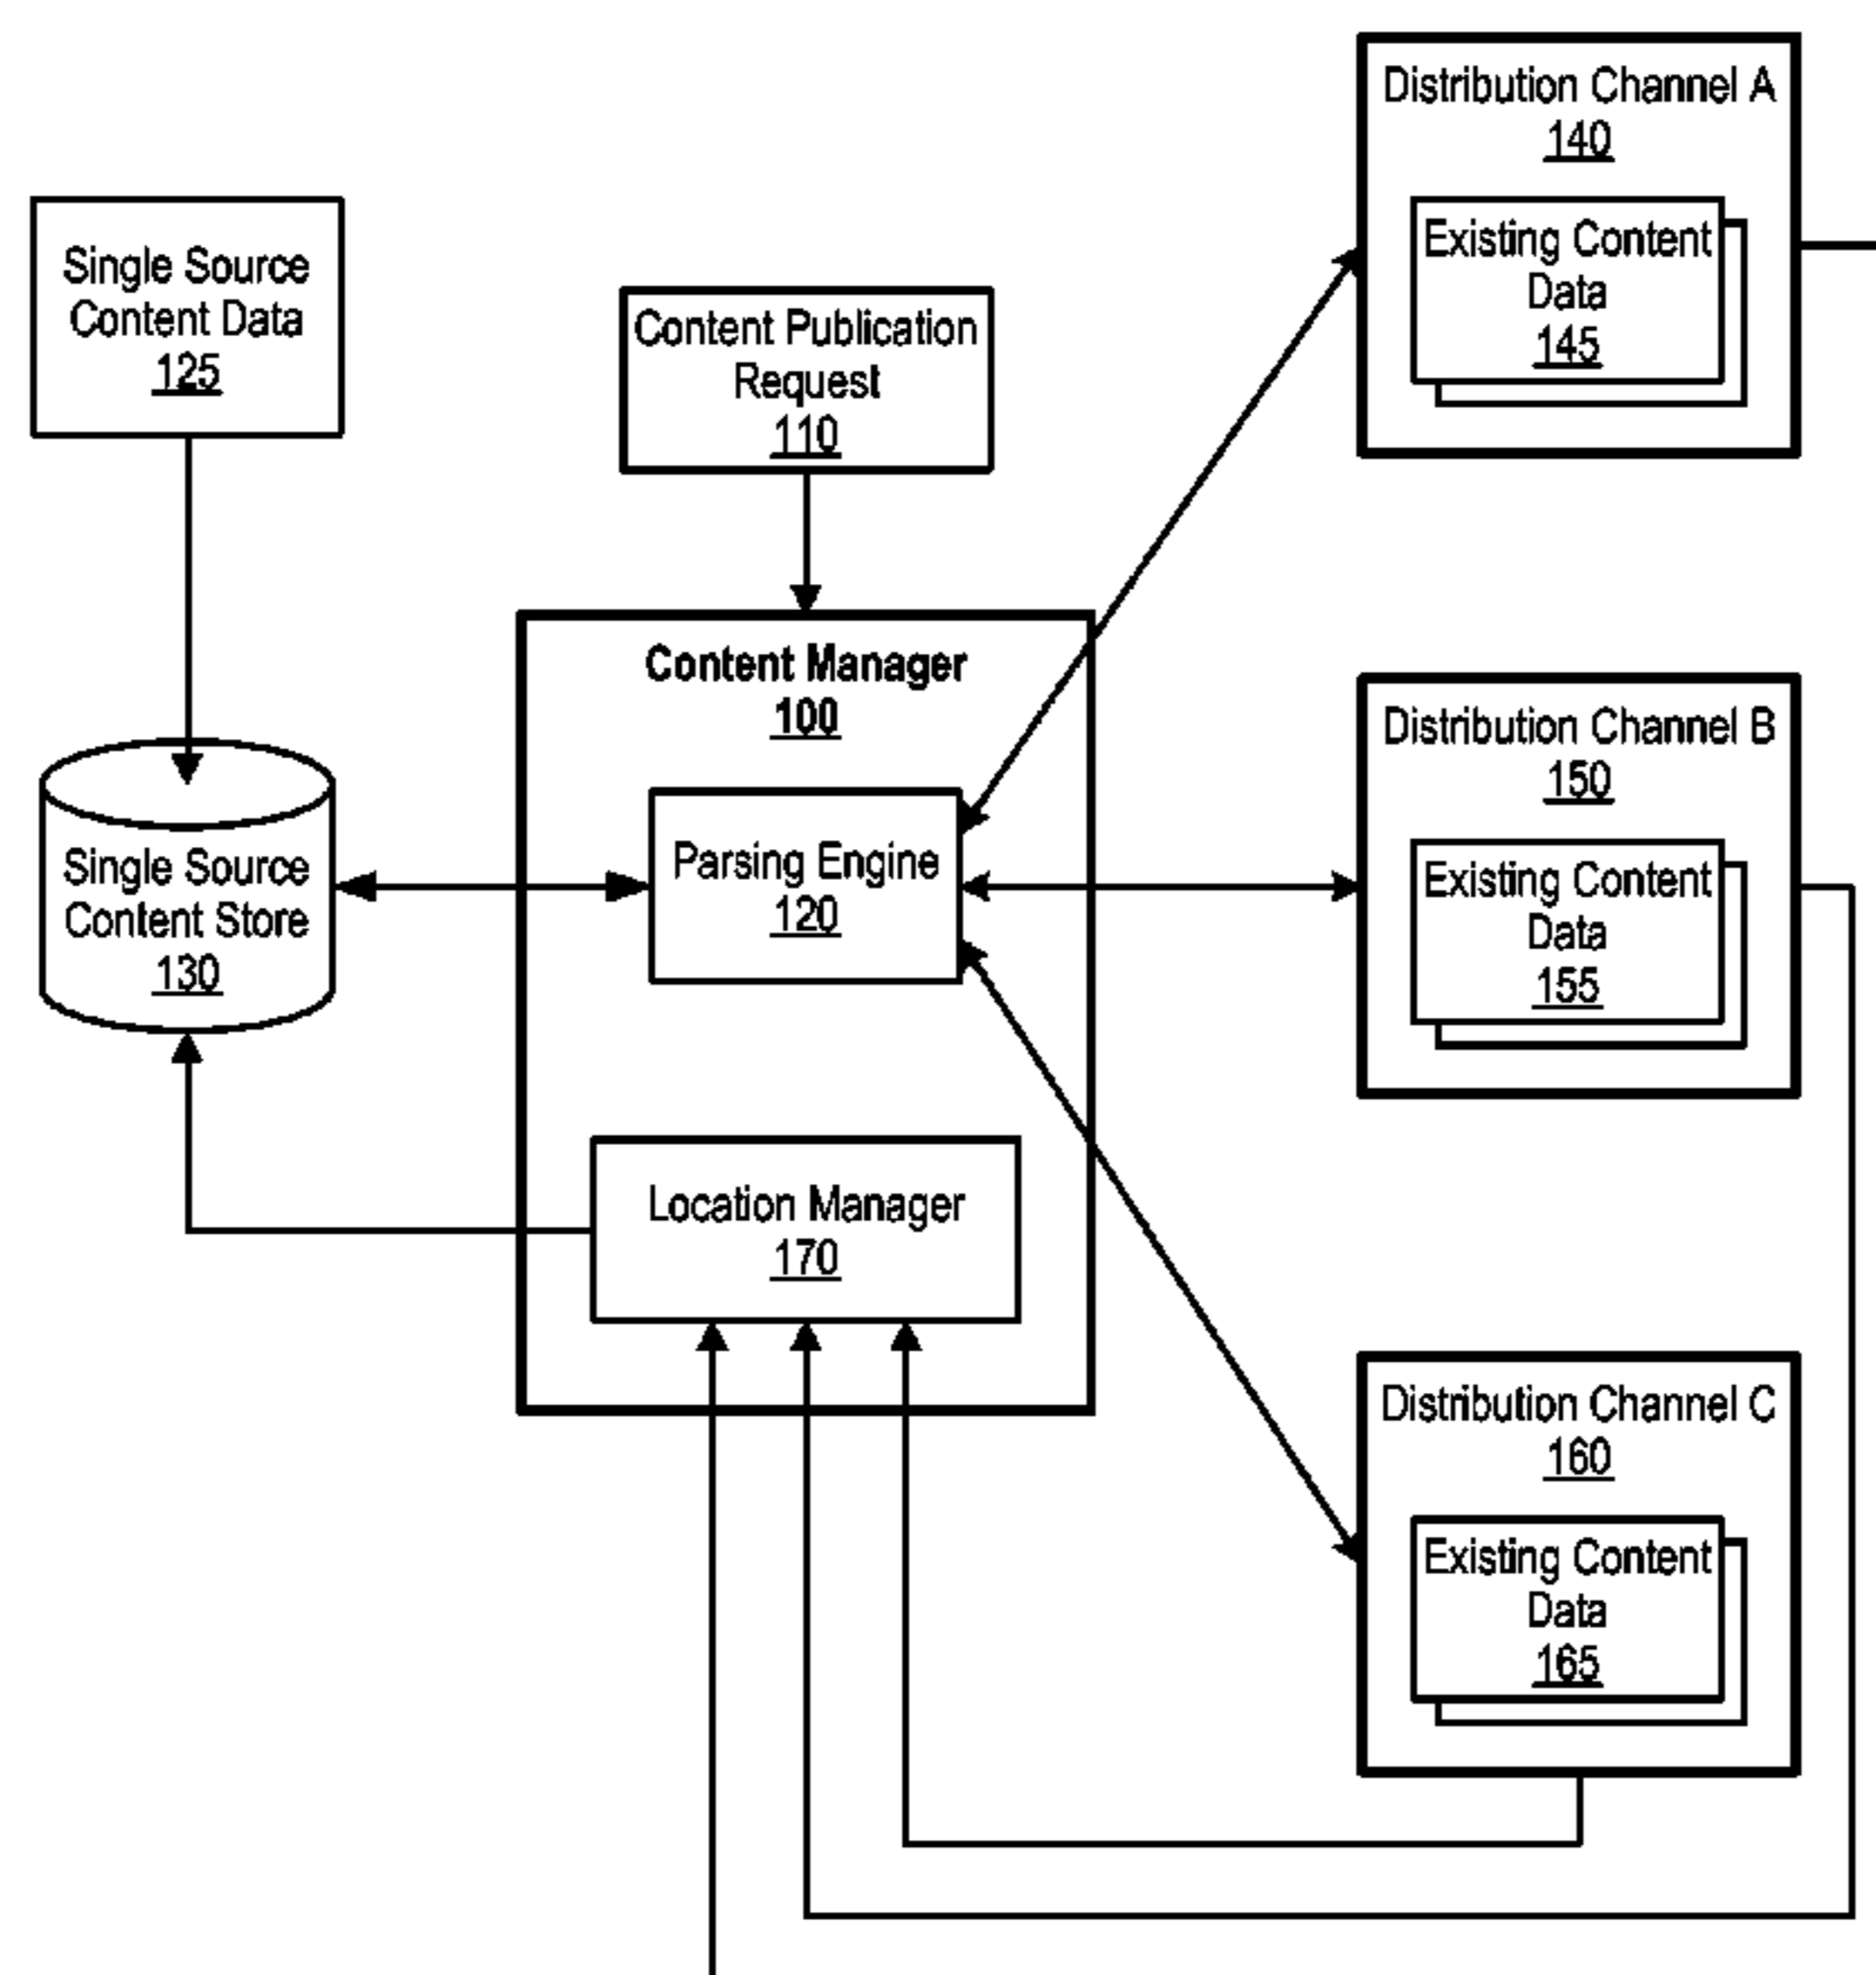 Single Source
Content Data
125
Content Publication
Request
110
Distribution Channel A
140
Existing Content
Data
145
Content Manager
100
Parsing Engine
120
Single Source
Content Store
130
Distribution Channel B
150
Existing Content
Data
155
Location Manager
170
Distribution Channel C
160
Existing Content
Data
165